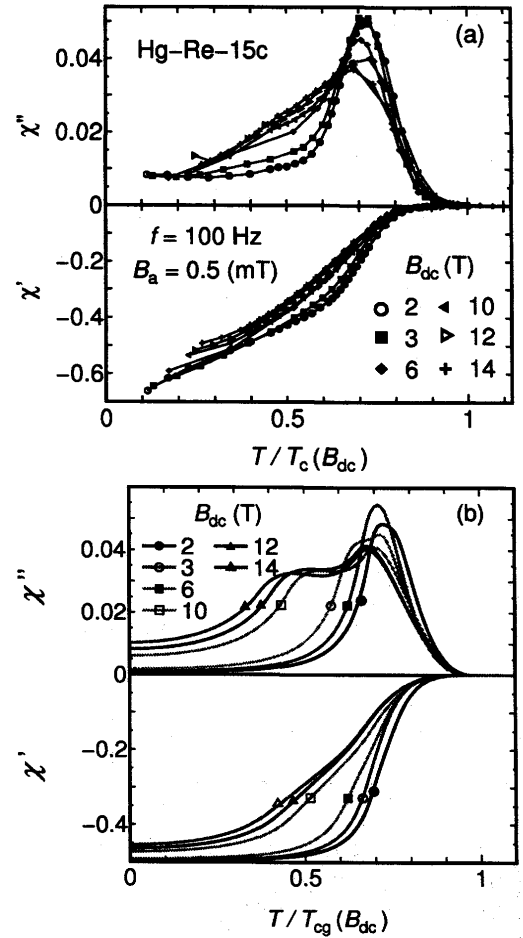 (a)
Hg–Re–15c
0.04
0.02
0
χ"
f = 100 Hz
Bₐ = 0.5 (mT)
−0.2
−0.4
−0.6
χ'
B_dc (T)
2
3
6
10
12
14
0
0.5
1
T / T_c (B_dc)
(b)
B_dc (T)
2
3
6
10
12
14
0.04
0.02
0
χ"
−0.2
−0.4
χ'
0
0.5
1
T / T_cg (B_dc)